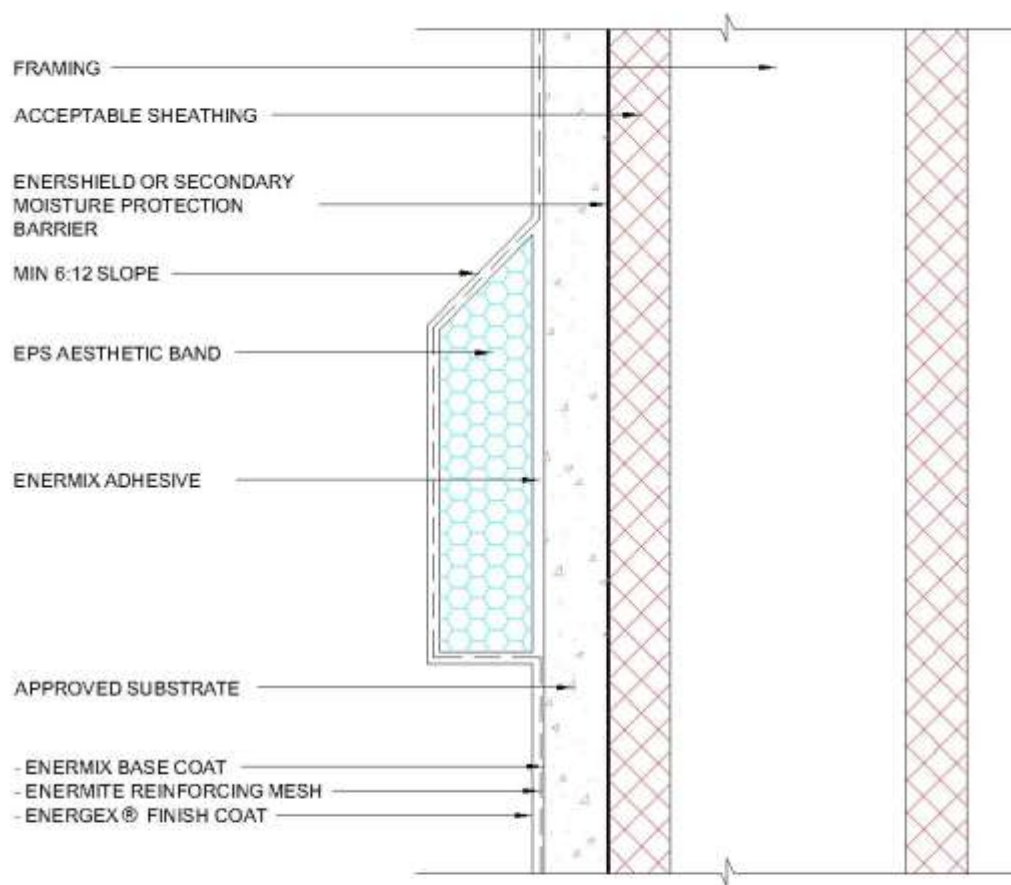 FRAMING
ACCEPTABLE SHEATHING
ENERSHIELD OR SECONDARY
MOISTURE PROTECTION
BARRIER
MIN 6:12 SLOPE
EPS AESTHETIC BAND
ENERMIX ADHESIVE
APPROVED SUBSTRATE
- ENERMIX BASE COAT
- ENERMITE REINFORCING MESH
- ENERGEX® FINISH COAT